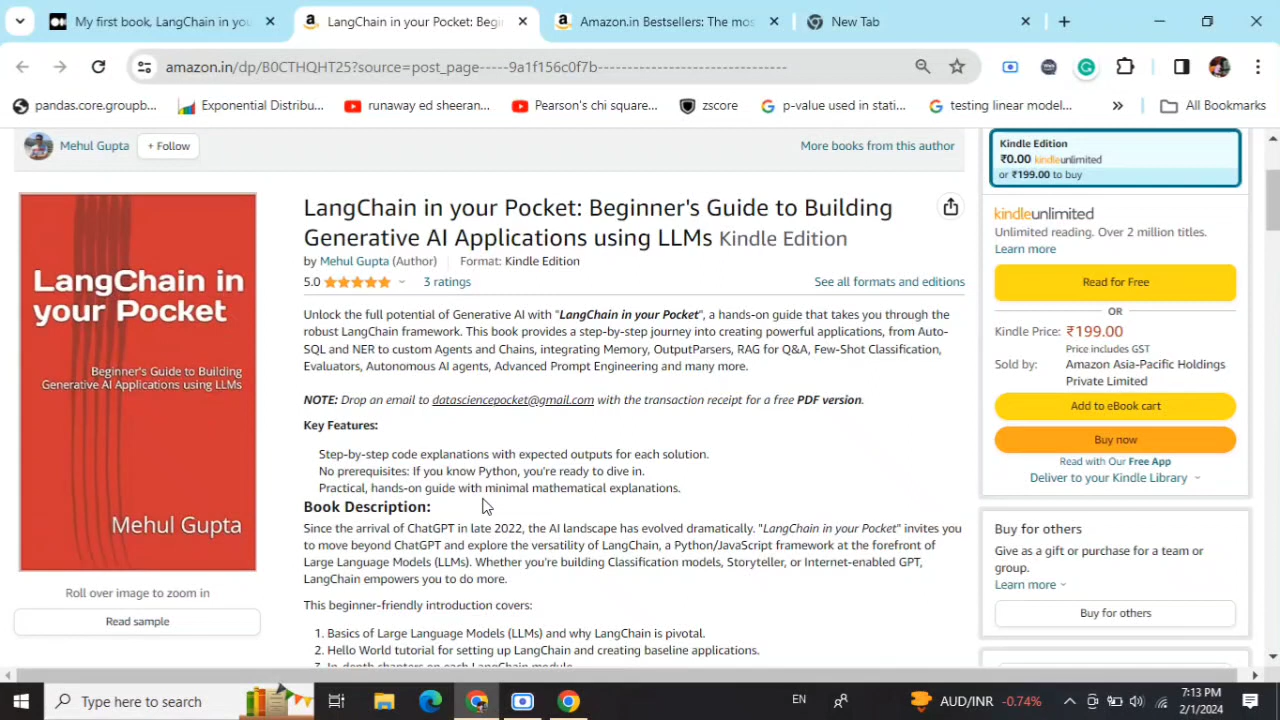 My first book, LangChain in you
LangChain in your Pocket: Begin
Amazon.in Bestsellers: The mos
New Tab
amazon.in/dp/B0CTHQHT25?source=post_page-----9a1f156c0f7b--------------------------------
pandas.core.groupb...
Exponential Distribu...
runaway ed sheeran...
Pearson's chi square...
zscore
p-value used in stati...
testing linear model...
»
All Bookmarks
Mehul Gupta
+ Follow
More books from this author
LangChain in
your Pocket
Beginner's Guide to Building
Generative AI Applications using LLMs
Mehul Gupta
Roll over image to zoom in
Read sample
LangChain in your Pocket: Beginner's Guide to Building
Generative AI Applications using LLMs Kindle Edition
by Mehul Gupta (Author) Format: Kindle Edition
5.0 3 ratings
See all formats and editions
Unlock the full potential of Generative AI with "LangChain in your Pocket", a hands-on guide that takes you through the
robust LangChain framework. This book provides a step-by-step journey into creating powerful applications, from Auto-
SQL and NER to custom Agents and Chains, integrating Memory, OutputParsers, RAG for Q&A, Few-Shot Classification,
Evaluators, Autonomous AI agents, Advanced Prompt Engineering and many more.
NOTE: Drop an email to datasciencepocket@gmail.com with the transaction receipt for a free PDF version.
Key Features:
Step-by-step code explanations with expected outputs for each solution.
No prerequisites: If you know Python, you're ready to dive in.
Practical, hands-on guide with minimal mathematical explanations.
Book Description:
Since the arrival of ChatGPT in late 2022, the AI landscape has evolved dramatically. "LangChain in your Pocket" invites you
to move beyond ChatGPT and explore the versatility of LangChain, a Python/JavaScript framework at the forefront of
Large Language Models (LLMs). Whether you're building Classification models, Storyteller, or Internet-enabled GPT,
LangChain empowers you to do more.
This beginner-friendly introduction covers:
1. Basics of Large Language Models (LLMs) and why LangChain is pivotal.
2. Hello World tutorial for setting up LangChain and creating baseline applications.
3. In-depth chapters on each LangChain module.
Kindle Edition
₹0.00 kindleunlimited
or ₹199.00 to buy
kindleunlimited
Unlimited reading. Over 2 million titles.
Learn more
Read for Free
OR
Kindle Price: ₹199.00
Price includes GST
Sold by: Amazon Asia-Pacific Holdings
Private Limited
Add to eBook cart
Buy now
Read with Our Free App
Deliver to your Kindle Library
Buy for others
Give as a gift or purchase for a team or
group.
Learn more
Buy for others
Type here to search
EN
AUD/INR -0.74%
7:13 PM
2/1/2024